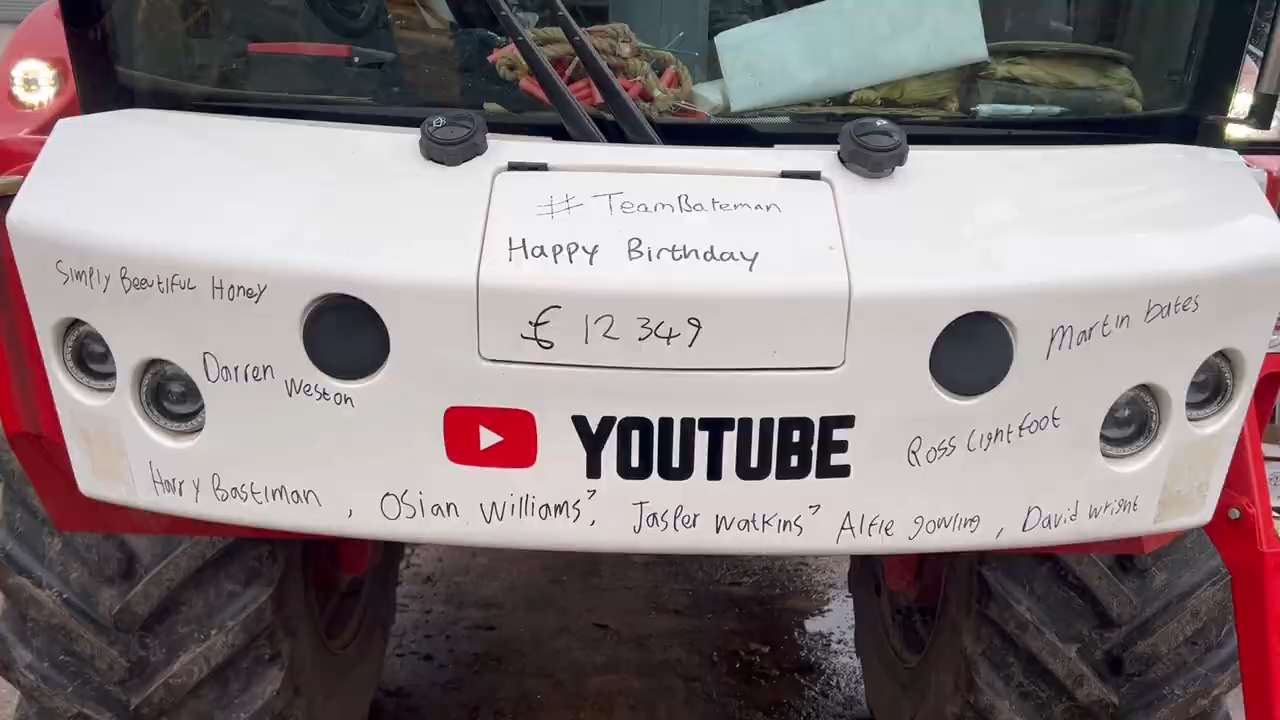 # TeamBateman
Happy Birthday
£ 12 349
Simply Beeutiful Honey
Darren Weston
Martin bates
Ross Lightfoot
YOUTUBE
Harry Bastiman , Osian Williams, Jasper Watkins, Alfie gowling , David wright